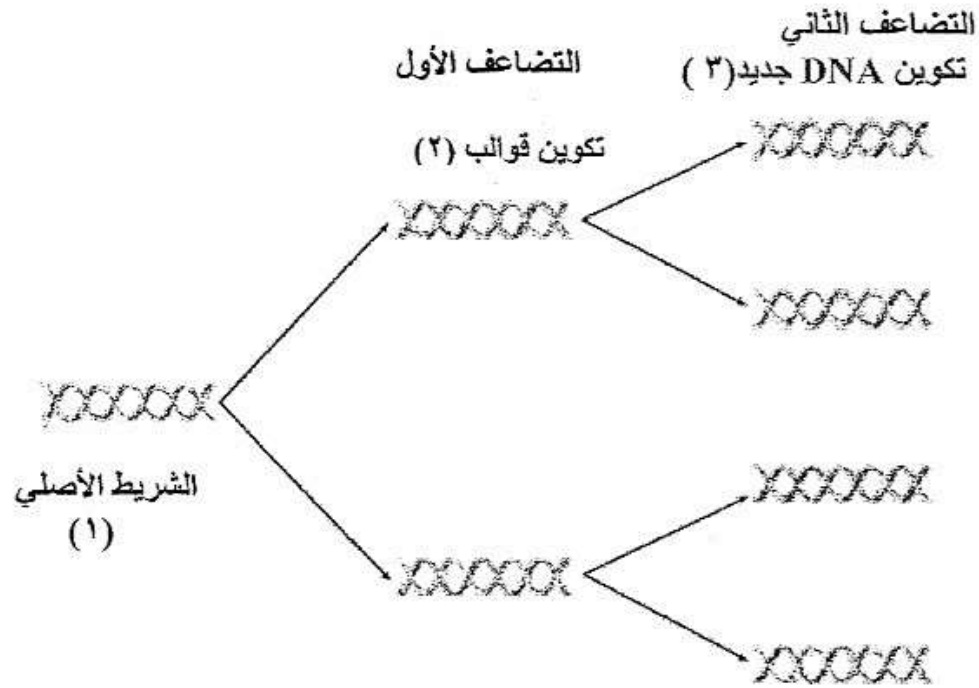 التضاعف الثاني
تكوين DNA جديد(٣ )
التضاعف الأول
تكوين قوالب (٢)
الشريط الأصلي
(١)